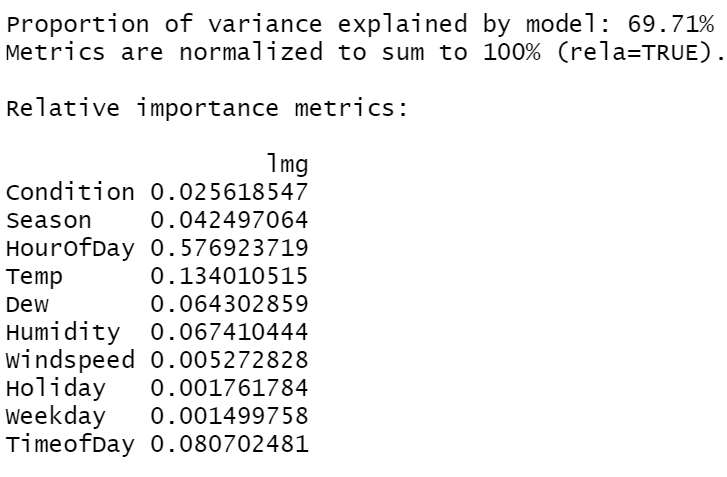 Proportion of variance explained by model: 69.71%
Metrics are normalized to sum to 100% (rela=TRUE).
Relative importance metrics:
lmg
Condition 0.025618547
Season 0.042497064
HourOfDay 0.576923719
Temp 0.134010515
Dew 0.064302859
Humidity 0.067410444
Windspeed 0.005272828
Holiday 0.001761784
Weekday 0.001499758
TimeofDay 0.080702481